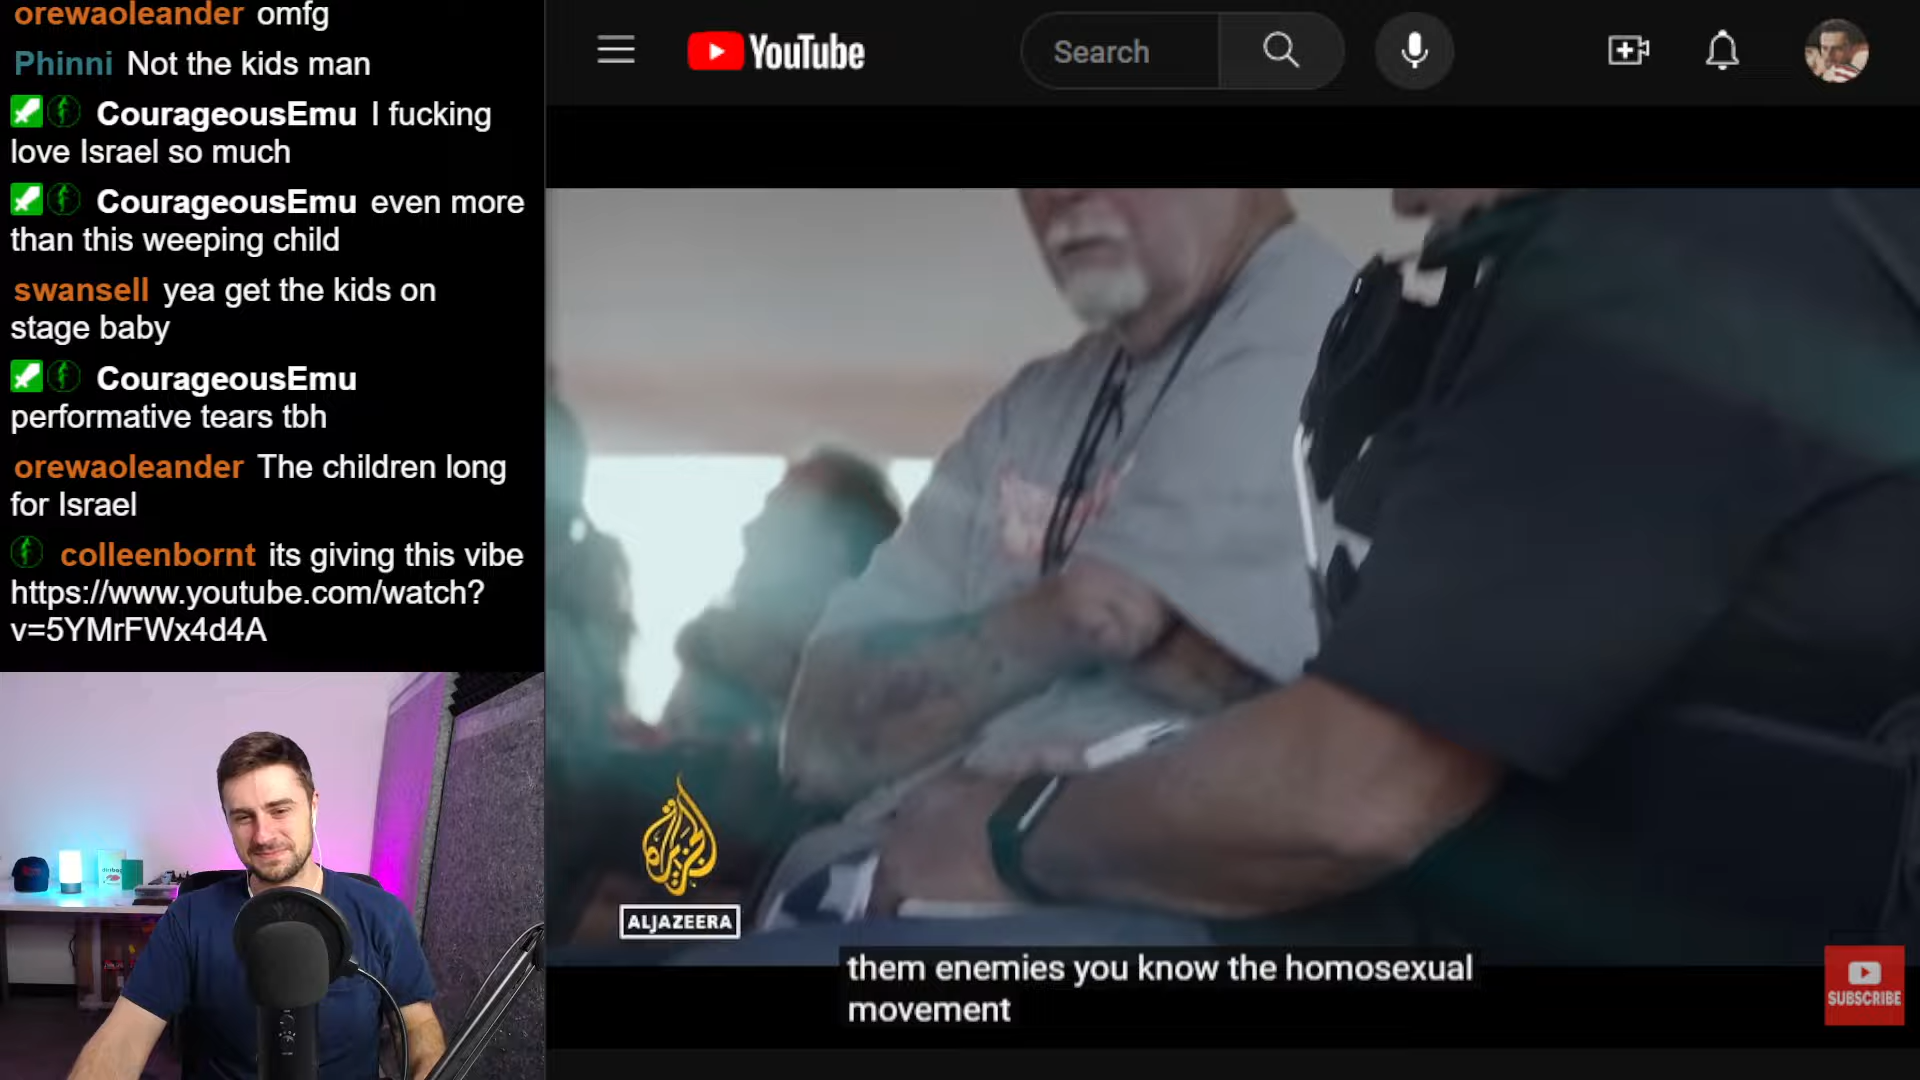 orewaoleander omfg
Phinni Not the kids man
CourageousEmu I fucking
love Israel so much
CourageousEmu even more
than this weeping child
swansell yea get the kids on
stage baby
CourageousEmu
performative tears tbh
orewaoleander The children long
for Israel
colleenbornt its giving this vibe
https://www.youtube.com/watch?
v=5YMrFWx4d4A
YouTube
Search
ALJAZEERA
them enemies you know the homosexual
movement
SUBSCRIBE